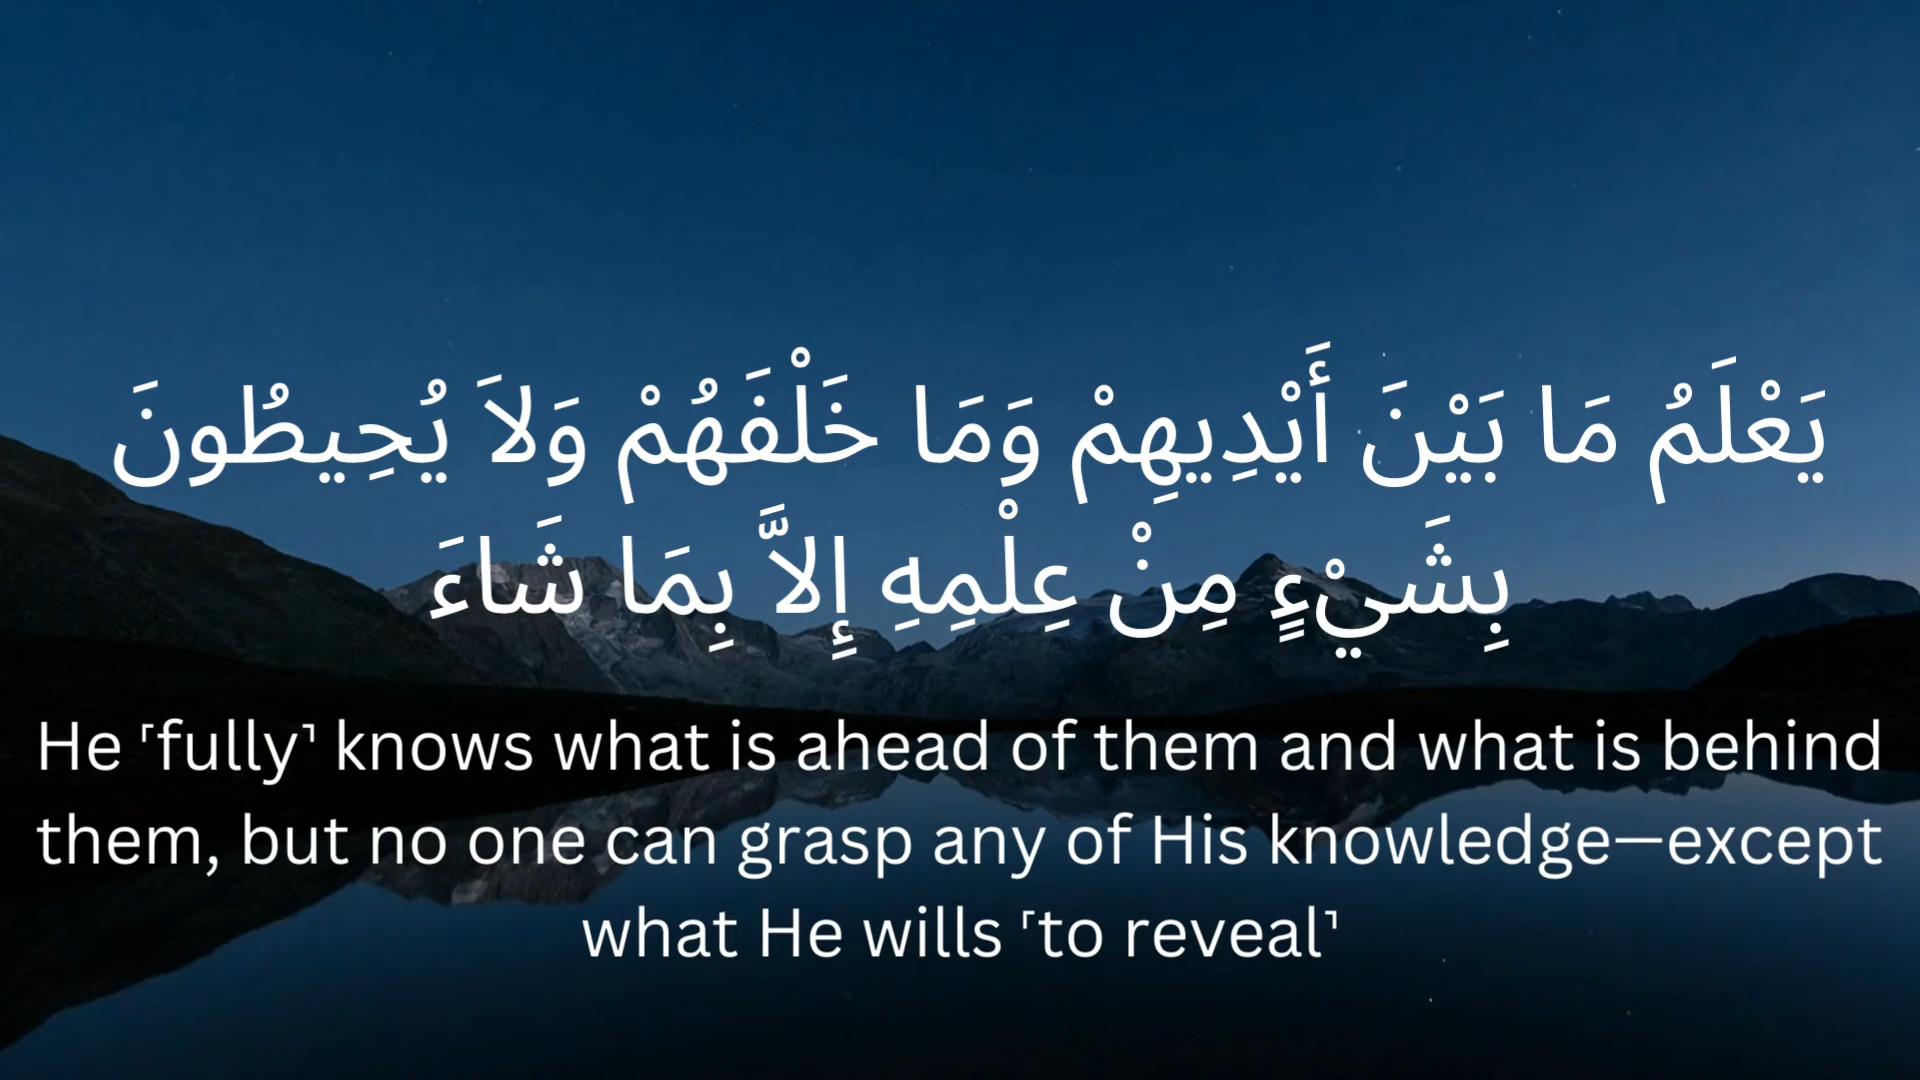 يَعْلَمُ مَا بَيْنَ أَيْدِيهِمْ وَمَا خَلْفَهُمْ وَلاَ يُحِيطُونَ
بِشَيْءٍ مِنْ عِلْمِهِ إِلاَّ بِمَا شَاءَ
He ˹fully˺ knows what is ahead of them and what is behind
them, but no one can grasp any of His knowledge—except
what He wills ˹to reveal˺